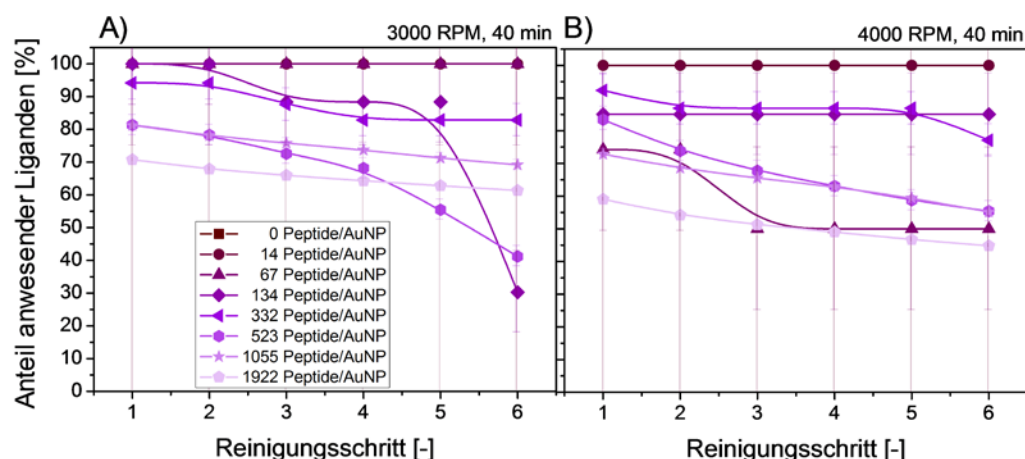 A)
3000 RPM, 40 min
B)
4000 RPM, 40 min
Anteil anwesender Liganden [%]
100
90
80
70
60
50
40
30
20
10
0
0 Peptide/AuNP
14 Peptide/AuNP
67 Peptide/AuNP
134 Peptide/AuNP
332 Peptide/AuNP
523 Peptide/AuNP
1055 Peptide/AuNP
1922 Peptide/AuNP
1 2 3 4 5 6
1 2 3 4 5 6
Reinigungsschritt [-]
Reinigungsschritt [-]